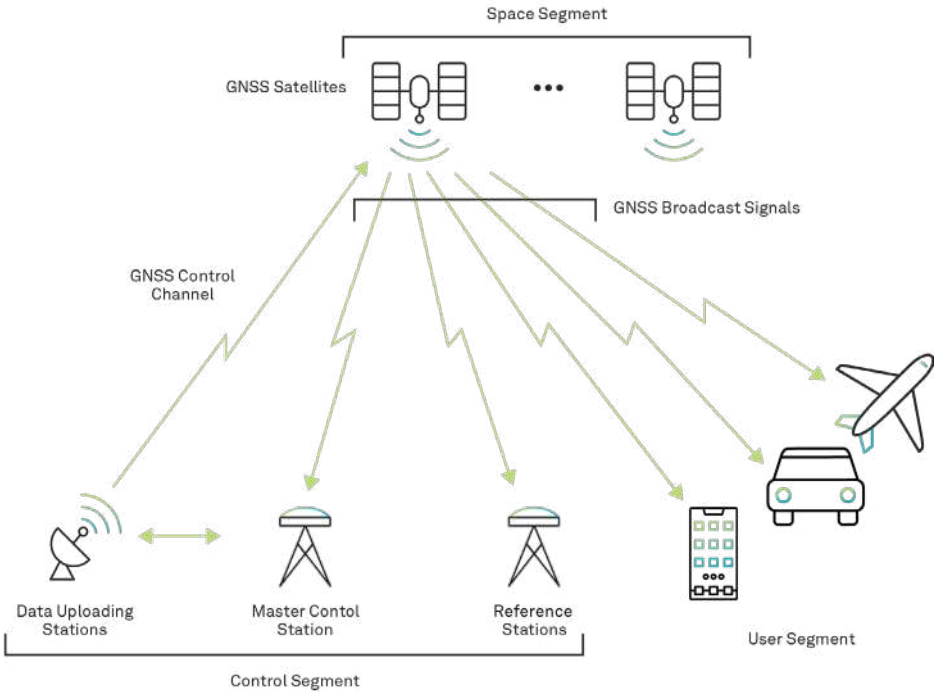 Space Segment
GNSS Satellites
GNSS Broadcast Signals
GNSS Control
Channel
Data Uploading
Stations
Master Contol
Station
Reference
Stations
User Segment
Control Segment